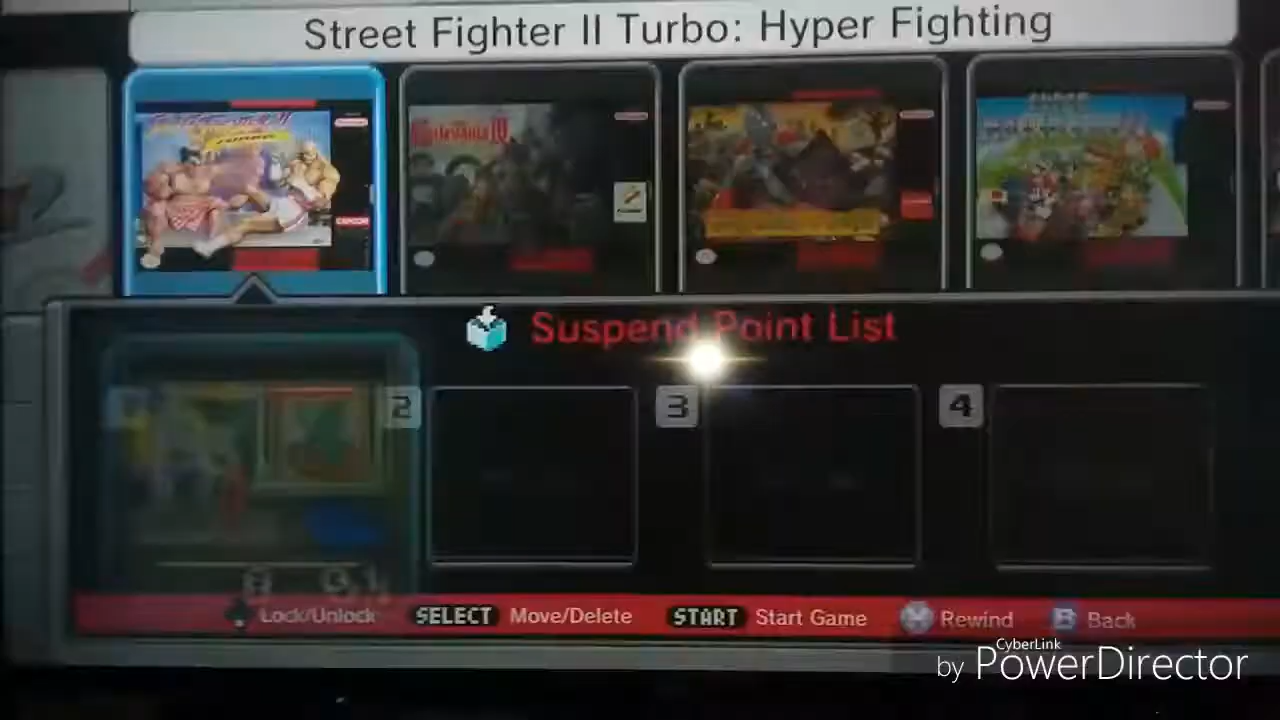 Street Fighter II Turbo: Hyper Fighting
CAPCOM
Suspend Point List
2
3
4
Lock/Unlock
SELECT Move/Delete
START Start Game
X Rewind
B Back
CyberLink
by PowerDirector